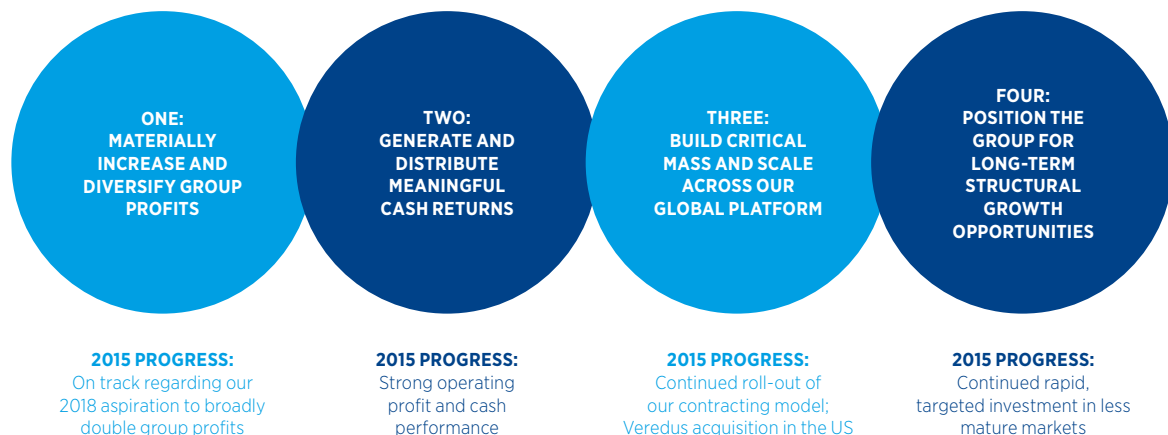 ONE:
MATERIALLY
INCREASE AND
DIVERSIFY GROUP
PROFITS
TWO:
GENERATE AND
DISTRIBUTE
MEANINGFUL
CASH RETURNS
THREE:
BUILD CRITICAL
MASS AND SCALE
ACROSS OUR
GLOBAL PLATFORM
FOUR:
POSITION THE
GROUP FOR
LONG-TERM
STRUCTURAL
GROWTH
OPPORTUNITIES
2015 PROGRESS:
On track regarding our
2018 aspiration to broadly
double group profits
2015 PROGRESS:
Strong operating
profit and cash
performance
2015 PROGRESS:
Continued roll-out of
our contracting model;
Veredus acquisition in the US
2015 PROGRESS:
Continued rapid,
targeted investment in less
mature markets